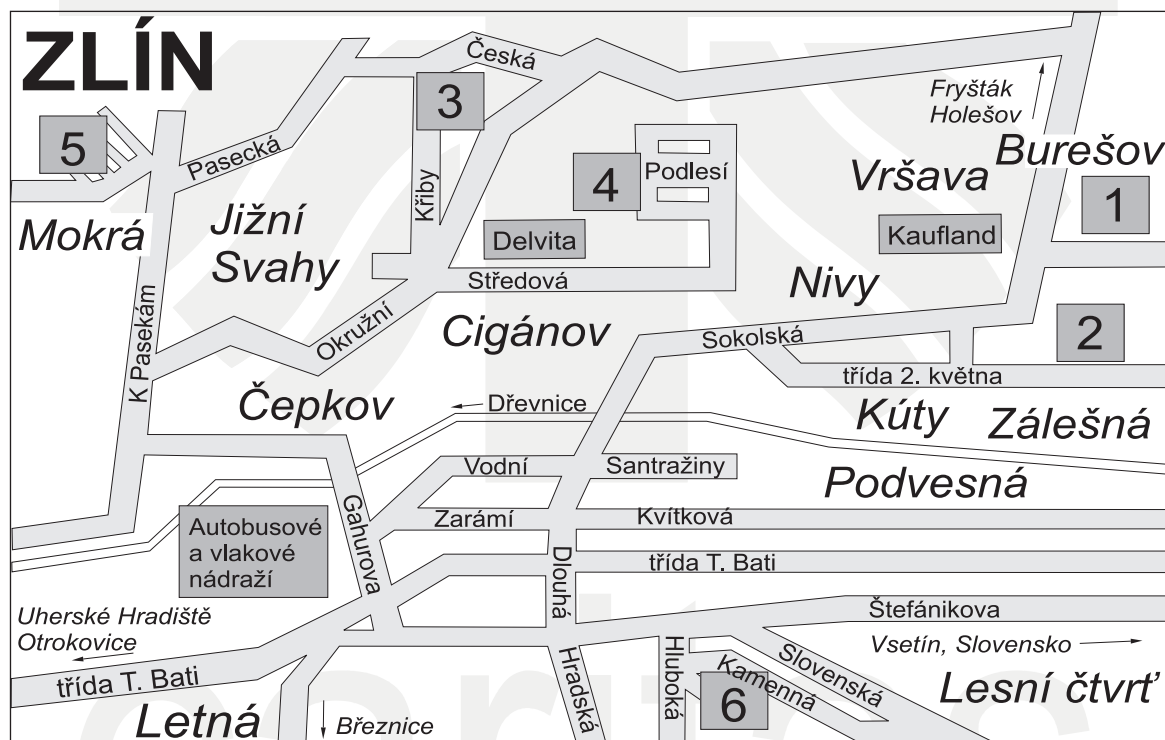 ZLÍN
Česká
3
Fryšták
Holešov
Burešov
5
Pasecká
Křiby
4
Podlesí
Vršava
1
Mokrá
Jižní
Svahy
Delvita
Kaufland
Středová
Nivy
K Pasekám
Okružní
Cigánov
Sokolská
2
třída 2. května
Čepkov
Dřevnice
Kúty
Zálešná
Vodní
Santražiny
Podvesná
Gahurova
Zarámí
Kvítková
Autobusové
a vlakové
nádraží
Dlouhá
třída T. Bati
Uherské Hradiště
Otrokovice
Štefánikova
Vsetín, Slovensko
třída T. Bati
Hradská
Hluboká
Slovenská
Kamenná
6
Lesní čtvrť
Letná
Březnice